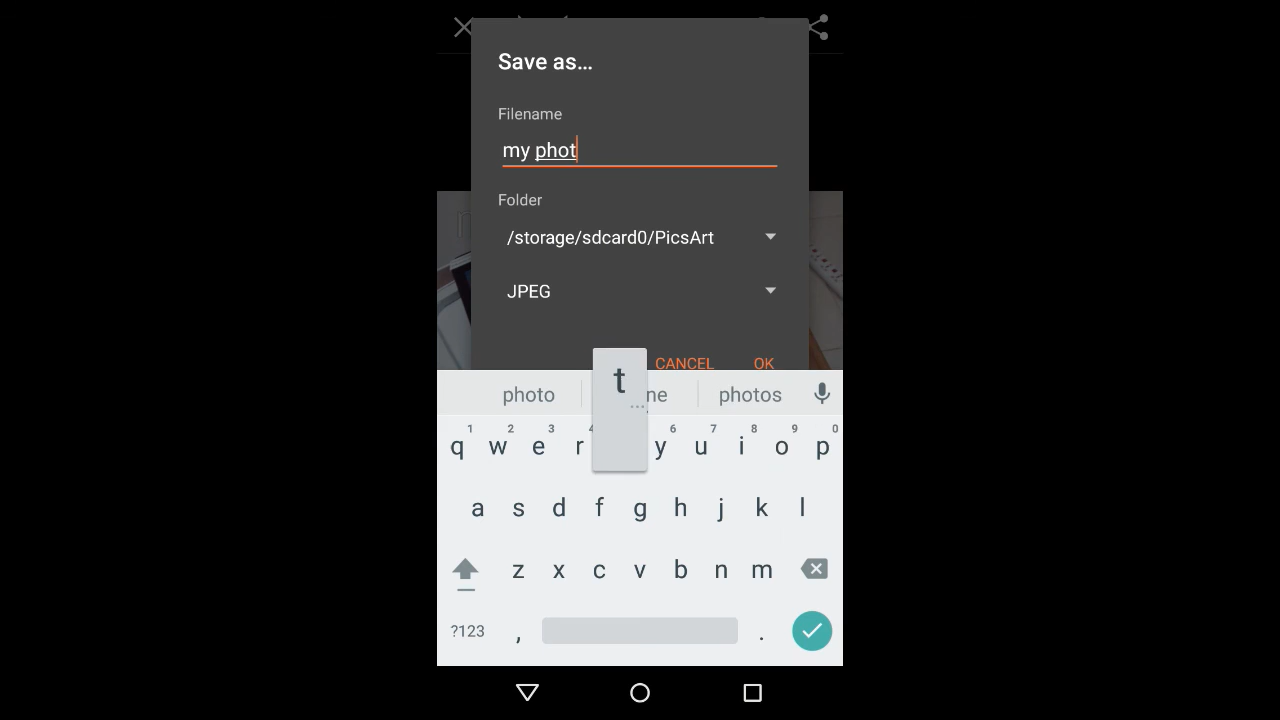 Save as...
Filename
my phot
Folder
/storage/sdcard0/PicsArt
JPEG
CANCEL OK
t
photo ne photos
1 2 3 4 6 7 8 9 0
q w e r y u i o p
a s d f g h j k l
z x c v b n m
?123 , .